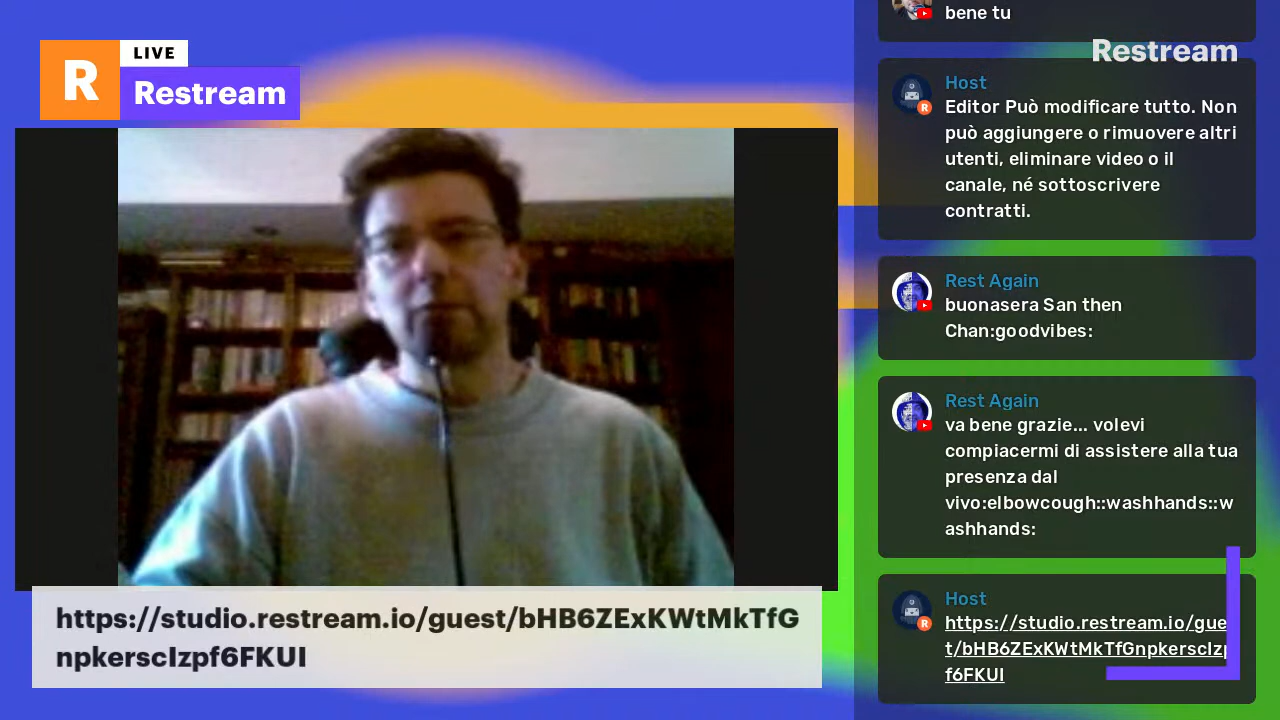 R
LIVE
Restream
https://studio.restream.io/guest/bHB6ZExKWtMkTfG
npkerscIzpf6FKUI
bene tu
Restream
Host
Editor Può modificare tutto. Non
può aggiungere o rimuovere altri
utenti, eliminare video o il
canale, né sottoscrivere
contratti.
Rest Again
buonasera San then
Chan:goodvibes:
Rest Again
va bene grazie... volevi
compiacermi di assistere alla tua
presenza dal
vivo:elbowcough::washhands::w
ashhands:
Host
https://studio.restream.io/gues
t/bHB6ZExKWtMkTfGnpkerscIzp
f6FKUI